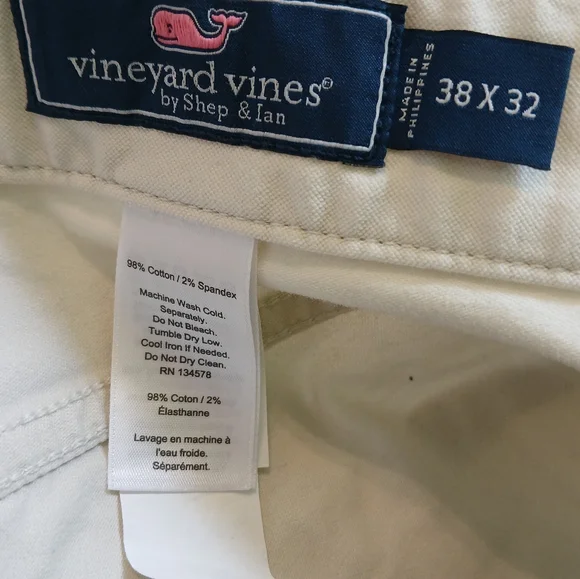 vineyard vines®
by Shep & Ian
MADE IN
PHILIPPINES
38 X 32
98% Cotton / 2% Spandex
Machine Wash Cold.
Separately.
Do Not Bleach.
Tumble Dry Low.
Cool Iron if Needed.
Do Not Dry Clean.
RN 134578
98% Coton / 2%
Élasthanne
Lavage en machine à
l'eau froide.
Séparément.